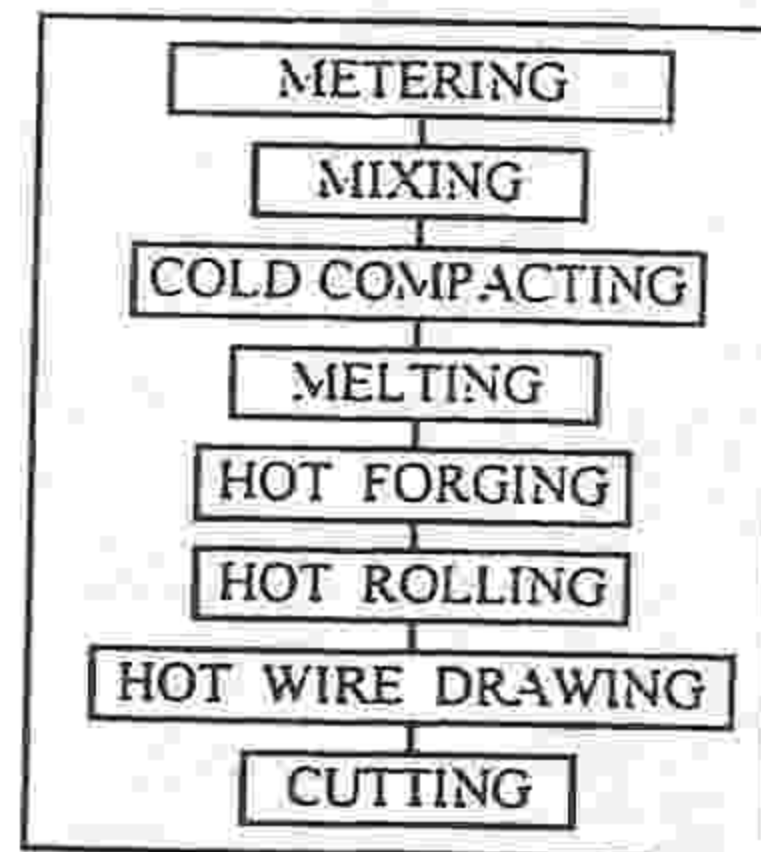 METERING
MIXING
COLD COMPACTING
MELTING
HOT FORGING
HOT ROLLING
HOT WIRE DRAWING
CUTTING